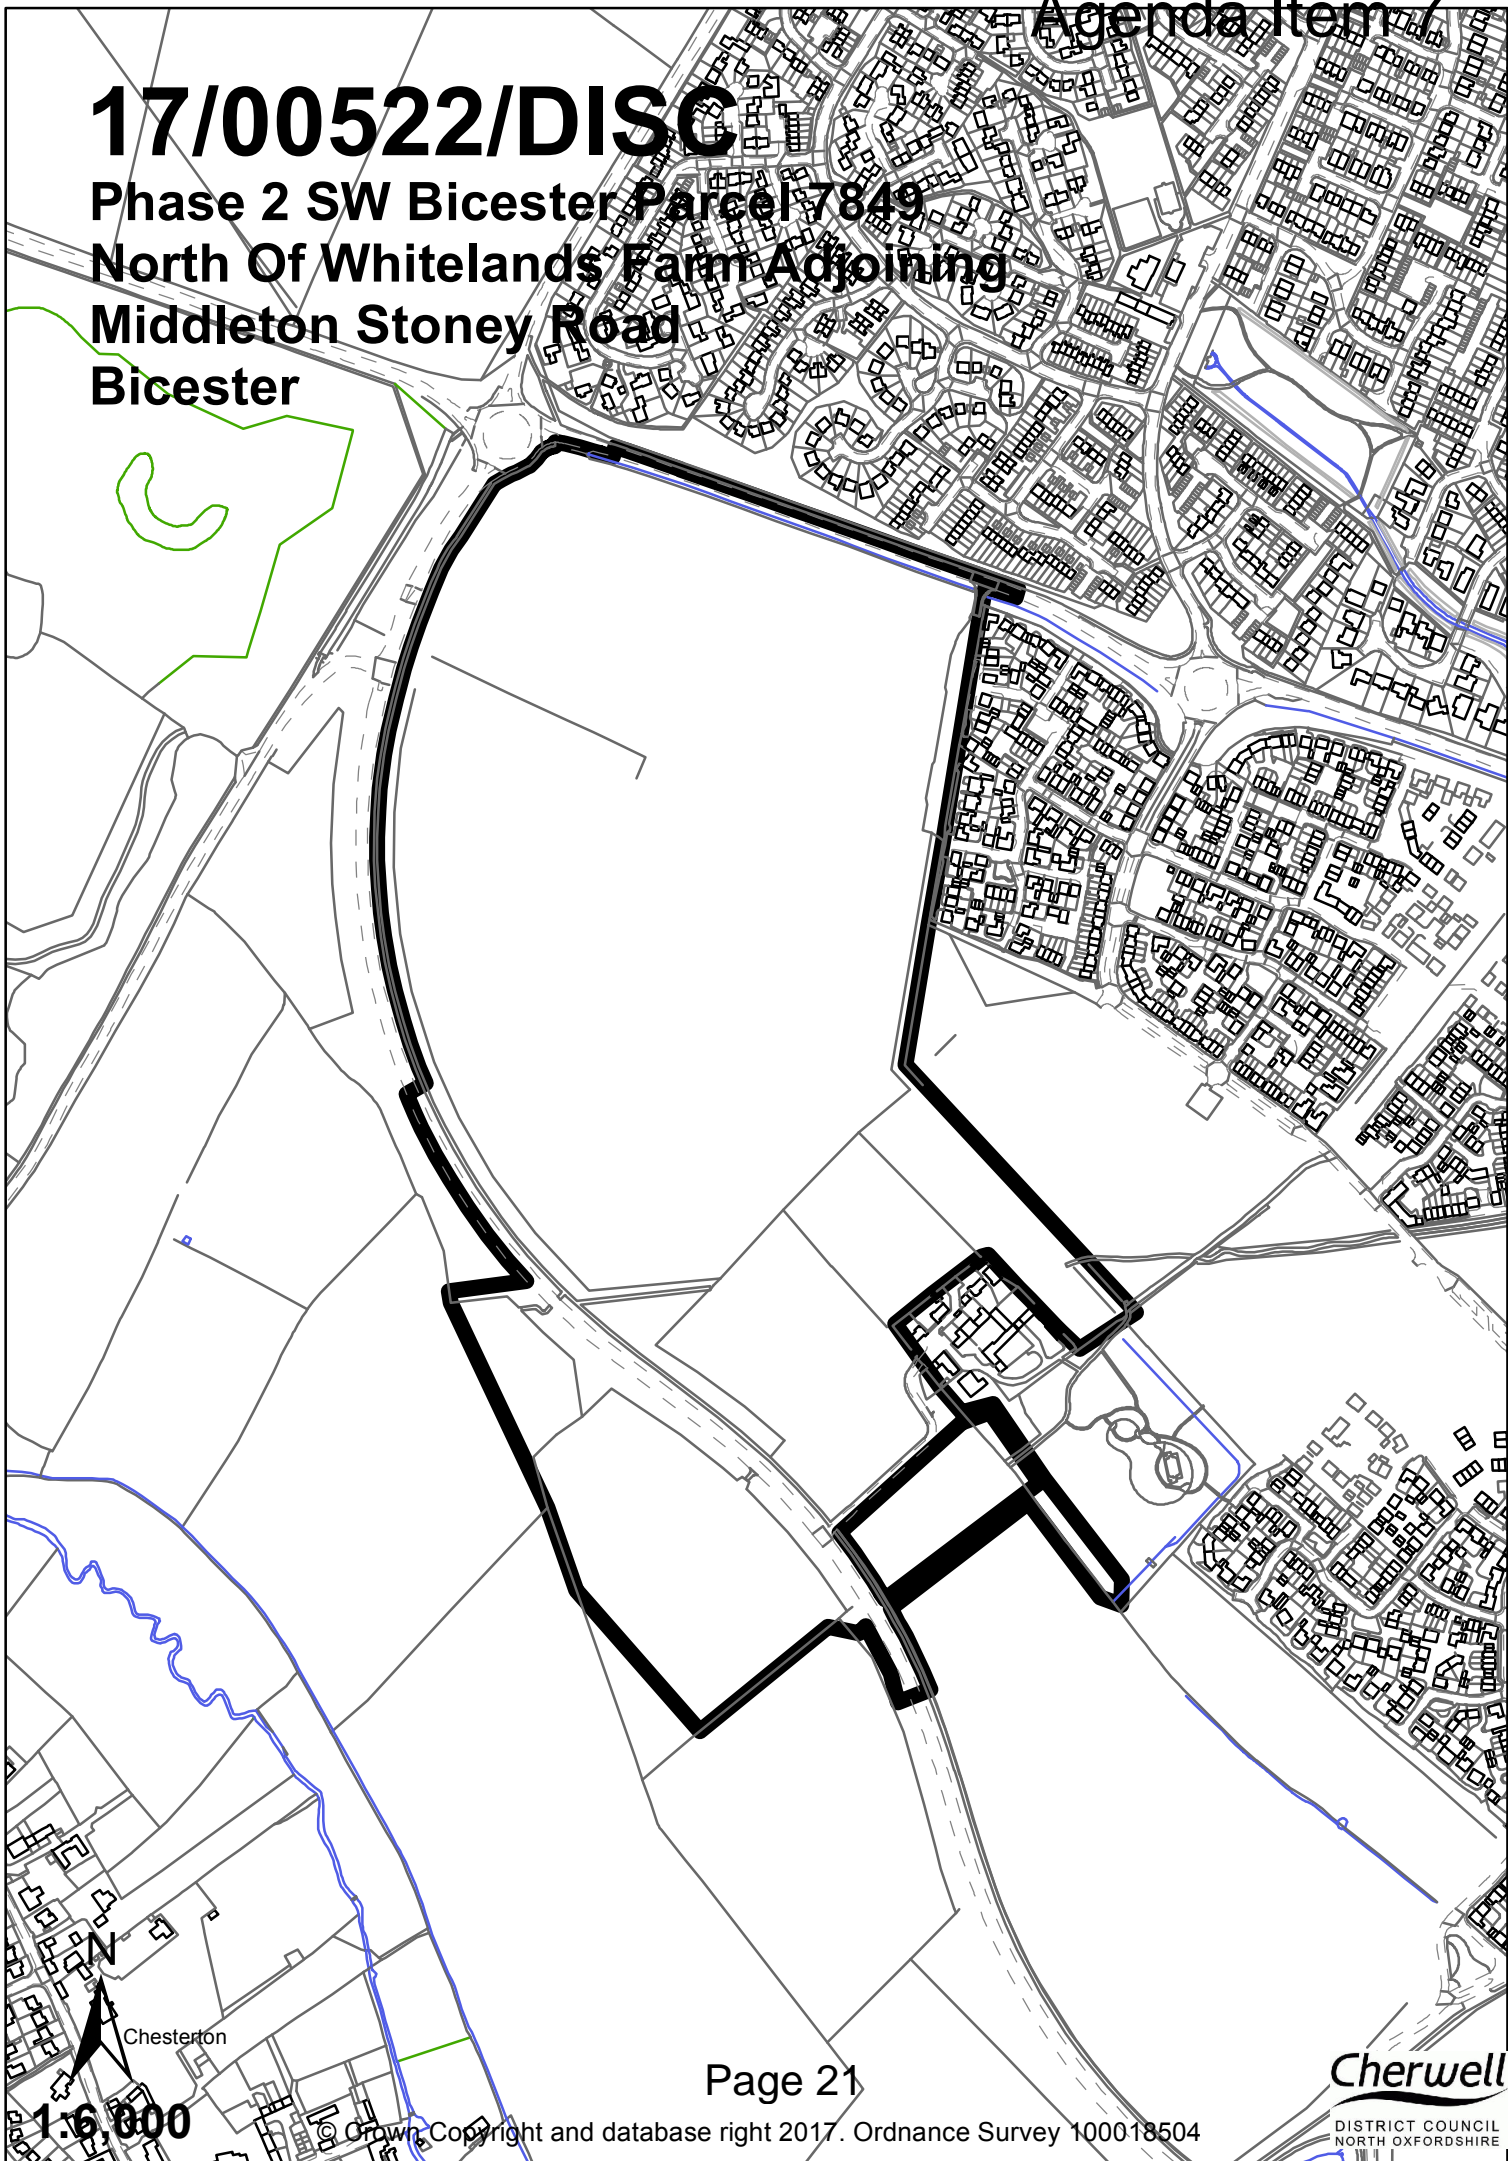 Agenda Item 7
17/00522/DISC
Phase 2 SW Bicester Parcel 7849
North Of Whitelands Farm Adjoining
Middleton Stoney Road
Bicester
N
Chesterton
1:6,000
Page 21
© Crown Copyright and database right 2017. Ordnance Survey 100018504
Cherwell
DISTRICT COUNCIL
NORTH OXFORDSHIRE